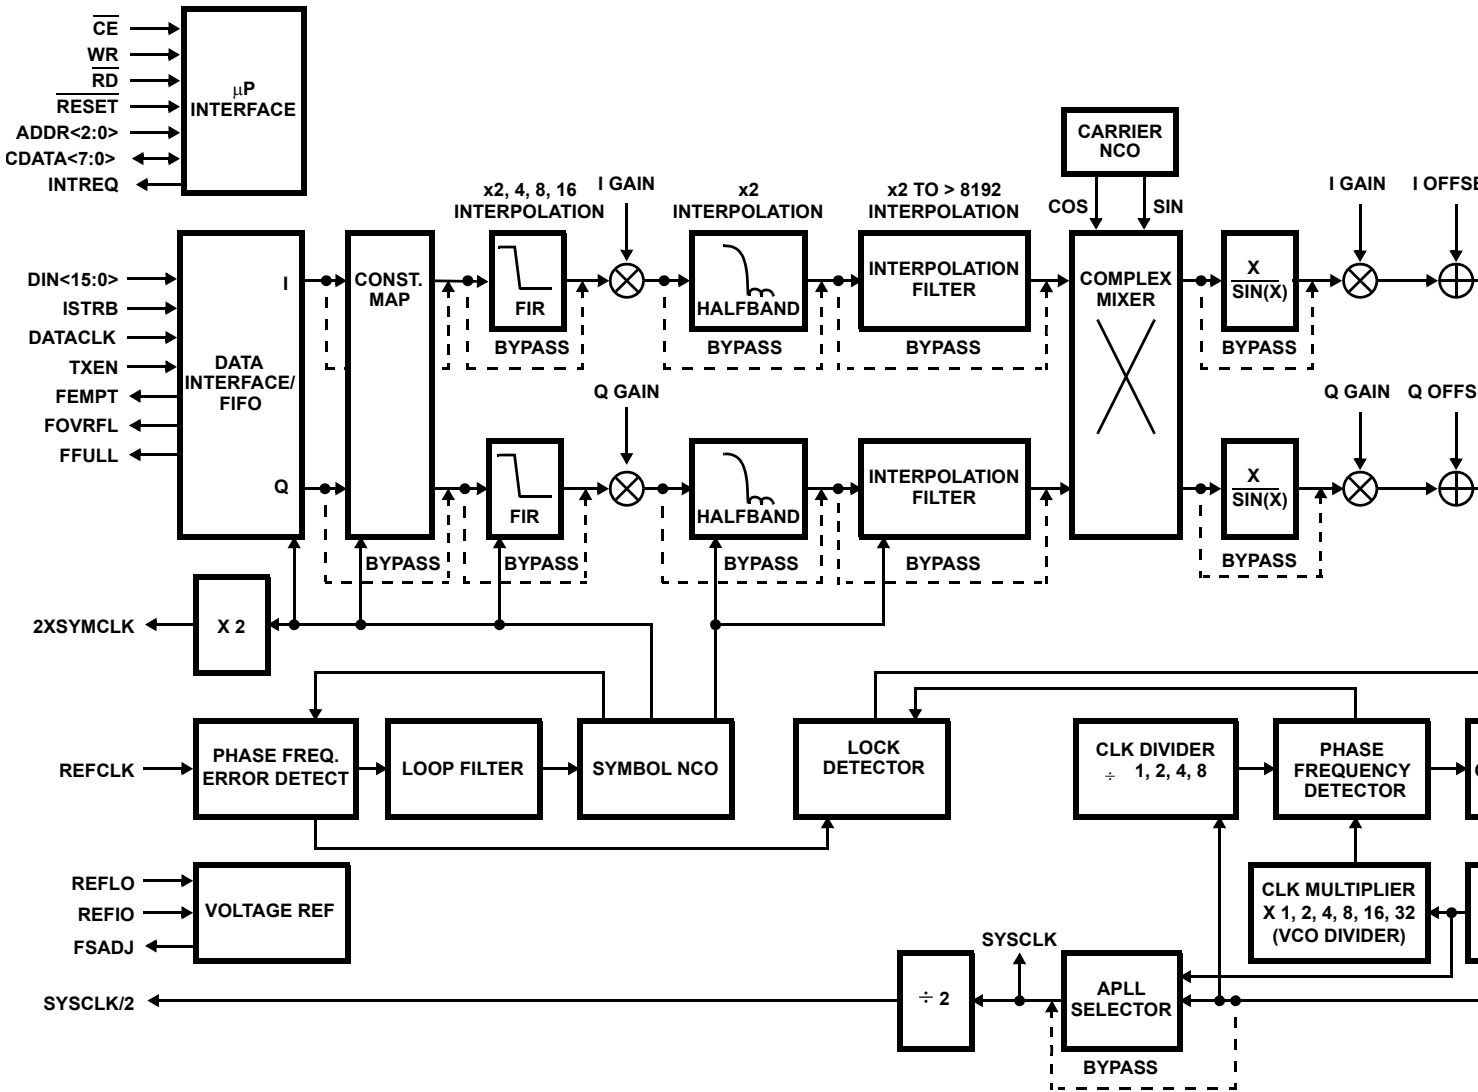 CE
WR
RD
RESET
ADDR<2:0>
CDATA<7:0>
INTREQ
μP
INTERFACE
CARRIER
NCO
COS
SIN
x2, 4, 8, 16
INTERPOLATION
I GAIN
x2
INTERPOLATION
x2 TO > 8192
INTERPOLATION
I GAIN
I OFFSE
DIN<15:0>
ISTRB
DATACLK
TXEN
FEMPT
FOVRFL
FFULL
I
DATA
INTERFACE/
FIFO
Q
CONST.
MAP
FIR
BYPASS
HALFBAND
BYPASS
INTERPOLATION
FILTER
BYPASS
COMPLEX
MIXER
X
SIN(X)
BYPASS
Q GAIN
Q GAIN
Q OFFS
BYPASS
FIR
BYPASS
HALFBAND
BYPASS
INTERPOLATION
FILTER
BYPASS
X
SIN(X)
BYPASS
2XSYMCLK
X 2
REFCLK
PHASE FREQ.
ERROR DETECT
LOOP FILTER
SYMBOL NCO
LOCK
DETECTOR
CLK DIVIDER
÷ 1, 2, 4, 8
PHASE
FREQUENCY
DETECTOR
REFLO
REFIO
FSADJ
VOLTAGE REF
CLK MULTIPLIER
X 1, 2, 4, 8, 16, 32
(VCO DIVIDER)
SYSCLK
SYSCLK/2
÷ 2
APLL
SELECTOR
BYPASS